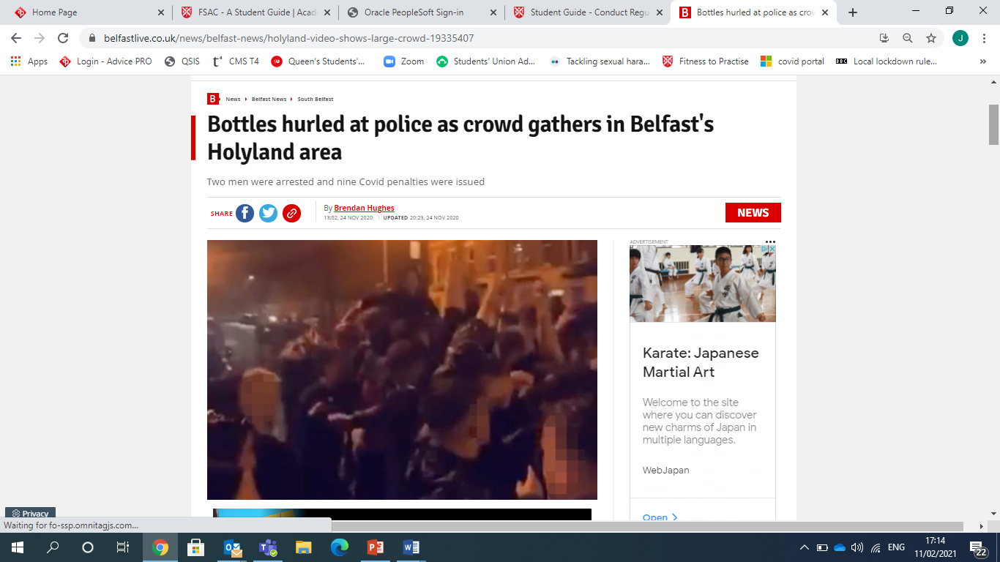 Home Page
FSAC - A Student Guide | Acad
Oracle PeopleSoft Sign-in
Student Guide - Conduct Regu
Bottles hurled at police as crow
belfastlive.co.uk/news/belfast-news/holyland-video-shows-large-crowd-19335407
J
Apps
Login - Advice PRO
QSIS
CMS T4
Queen's Students'...
Zoom
Students' Union Ad...
Tackling sexual hara...
Fitness to Practise
covid portal
BBC
Local lockdown rule...
B
News
Belfast News
South Belfast
Bottles hurled at police as crowd gathers in Belfast's
Holyland area
Two men were arrested and nine Covid penalties were issued
SHARE
By Brendan Hughes
13:02, 24 NOV 2020 | UPDATED 20:23, 24 NOV 2020
NEWS
ADVERTISEMENT
Karate: Japanese
Martial Art
Welcome to the site
where you can discover
new charms of Japan in
multiple languages.
WebJapan
Open
Privacy
Waiting for fo-ssp.omnitagjs.com...
ENG
17:14
11/02/2021
22